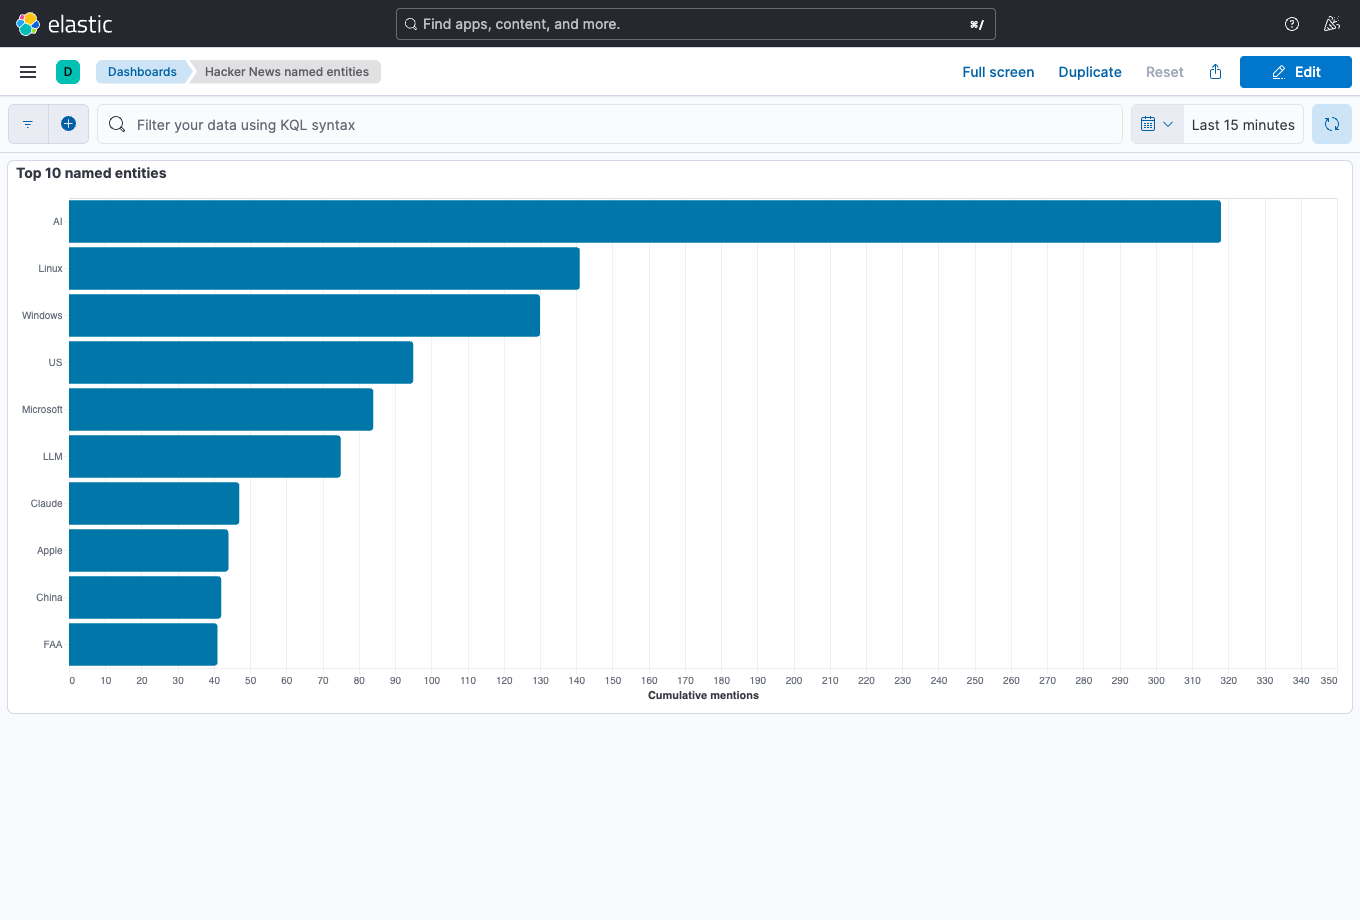 elastic
Find apps, content, and more.
⌘/
D
Dashboards
Hacker News named entities
Full screen
Duplicate
Reset
Edit
Filter your data using KQL syntax
Last 15 minutes
Top 10 named entities
AI
Linux
Windows
US
Microsoft
LLM
Claude
Apple
China
FAA
0 10 20 30 40 50 60 70 80 90 100 110 120 130 140 150 160 170 180 190 200 210 220 230 240 250 260 270 280 290 300 310 320 330 340 350
Cumulative mentions